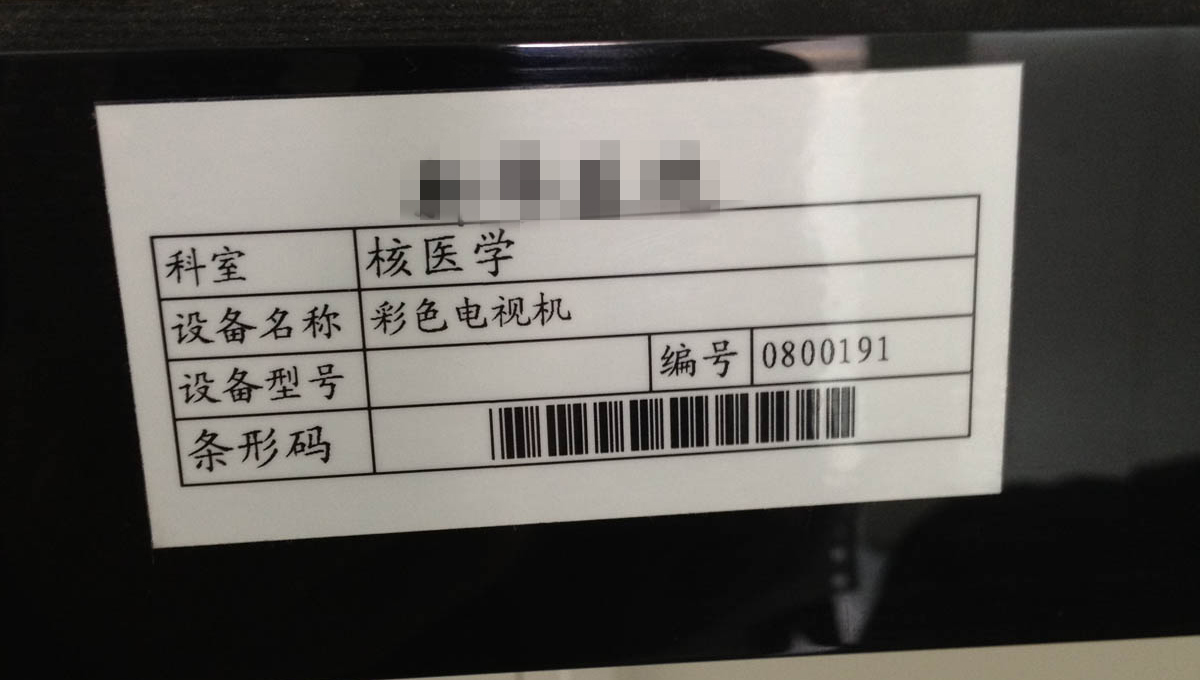 科室 核医学
设备名称 彩色电视机
设备型号 编号 0800191
条形码